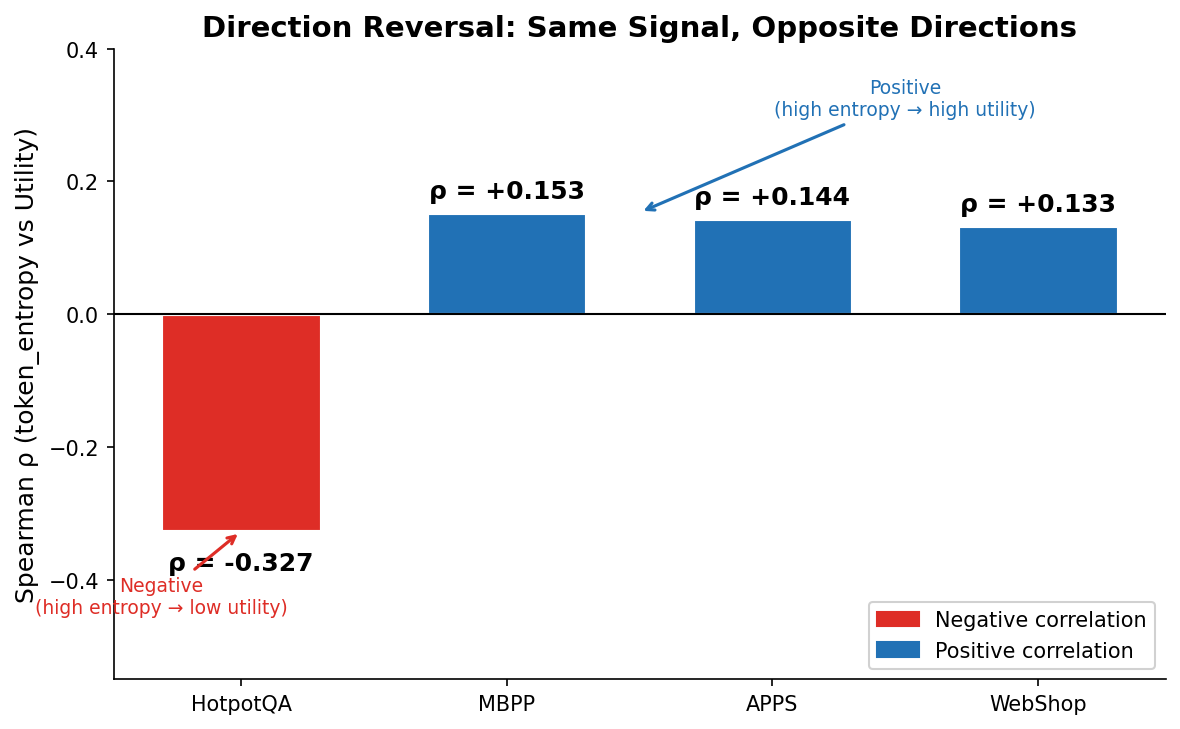 Direction Reversal: Same Signal, Opposite Directions
Spearman ρ (token_entropy vs Utility)
0.4
0.2
0.0
−0.2
−0.4
Positive
(high entropy → high utility)
ρ = +0.153
ρ = +0.144
ρ = +0.133
ρ = -0.327
Negative
(high entropy → low utility)
Negative correlation
Positive correlation
HotpotQA
MBPP
APPS
WebShop